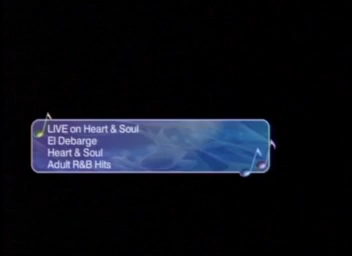 LIVE on Heart & Soul
El Debarge
Heart & Soul
Adult R&B Hits